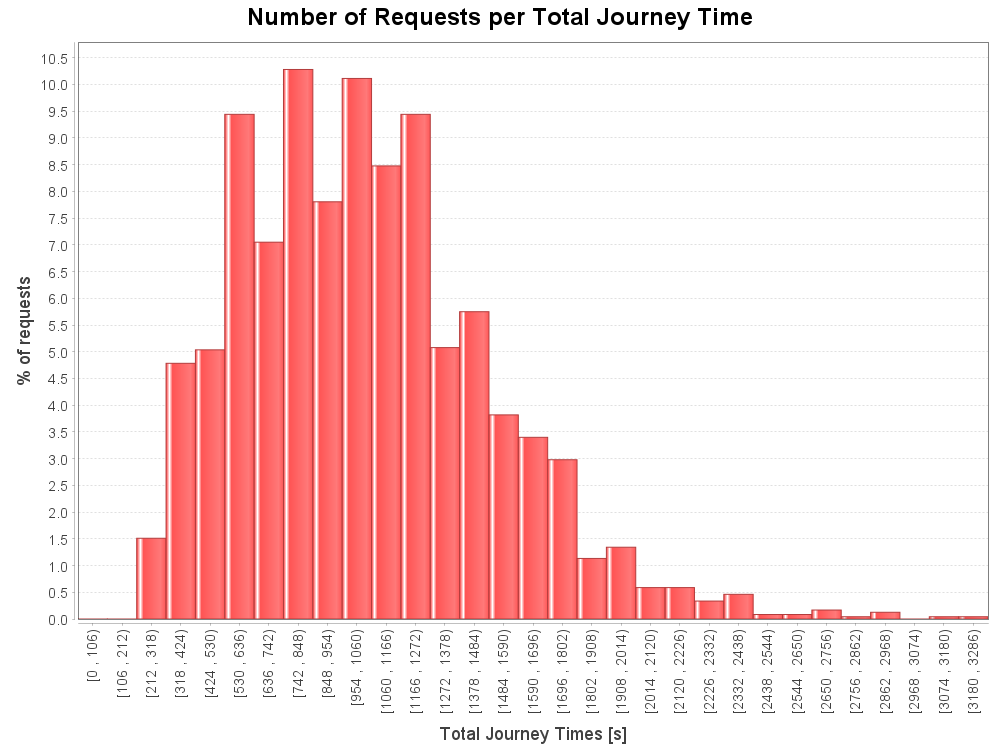 Number of Requests per Total Journey Time
10.5
10.0
9.5
9.0
8.5
8.0
7.5
7.0
6.5
6.0
5.5
5.0
4.5
4.0
3.5
3.0
2.5
2.0
1.5
1.0
0.5
0.0
% of requests
[0 , 106)
[106 , 212)
[212 , 318)
[318 , 424)
[424 , 530)
[530 , 636)
[636 , 742)
[742 , 848)
[848 , 954)
[954 , 1060)
[1060 , 1166)
[1166 , 1272)
[1272 , 1378)
[1378 , 1484)
[1484 , 1590)
[1590 , 1696)
[1696 , 1802)
[1802 , 1908)
[1908 , 2014)
[2014 , 2120)
[2120 , 2226)
[2226 , 2332)
[2332 , 2438)
[2438 , 2544)
[2544 , 2650)
[2650 , 2756)
[2756 , 2862)
[2862 , 2968)
[2968 , 3074)
[3074 , 3180)
[3180 , 3286)
Total Journey Times [s]